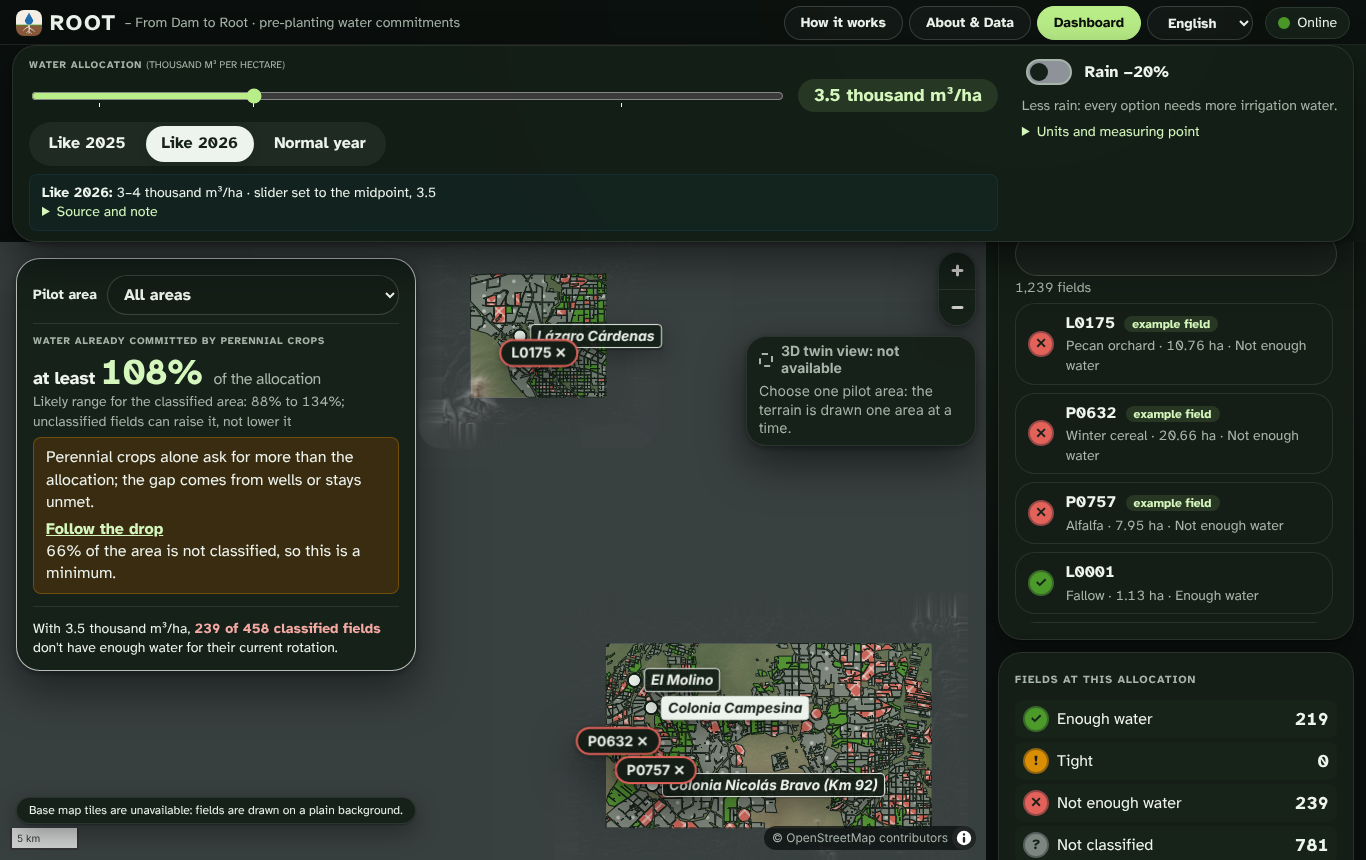 ROOT – From Dam to Root · pre-planting water commitments
How it works
About & Data
Dashboard
English
Online
WATER ALLOCATION (THOUSAND M³ PER HECTARE)
3.5 thousand m³/ha
Like 2025
Like 2026
Normal year
Like 2026: 3–4 thousand m³/ha · slider set to the midpoint, 3.5
Source and note
Rain −20%
Less rain: every option needs more irrigation water.
Units and measuring point
Pilot area
All areas
WATER ALREADY COMMITTED BY PERENNIAL CROPS
at least 108% of the allocation
Likely range for the classified area: 88% to 134%;
unclassified fields can raise it, not lower it
Perennial crops alone ask for more than the
allocation; the gap comes from wells or stays
unmet.
Follow the drop
66% of the area is not classified, so this is a
minimum.
With 3.5 thousand m³/ha, 239 of 458 classified fields
don't have enough water for their current rotation.
Base map tiles are unavailable: fields are drawn on a plain background.
5 km
Lázaro Cárdenas
L0175 ×
+
−
3D twin view: not
available
Choose one pilot area: the
terrain is drawn one area at a
time.
El Molino
Colonia Campesina
P0632 ×
P0757 ×
Colonia Nicolás Bravo (Km 92)
© OpenStreetMap contributors
1,239 fields
L0175 example field
Pecan orchard · 10.76 ha · Not enough
water
P0632 example field
Winter cereal · 20.66 ha · Not enough
water
P0757 example field
Alfalfa · 7.95 ha · Not enough water
L0001
Fallow · 1.13 ha · Enough water
FIELDS AT THIS ALLOCATION
Enough water 219
Tight 0
Not enough water 239
Not classified 781